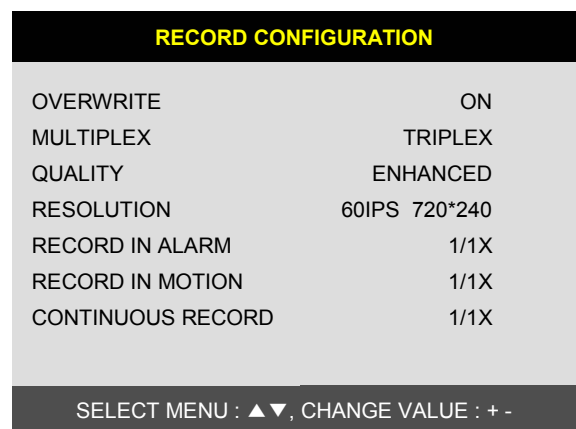 RECORD CONFIGURATION
OVERWRITE ON
MULTIPLEX TRIPLEX
QUALITY ENHANCED
RESOLUTION 60IPS 720*240
RECORD IN ALARM 1/1X
RECORD IN MOTION 1/1X
CONTINUOUS RECORD 1/1X
SELECT MENU : ▲▼, CHANGE VALUE : + -